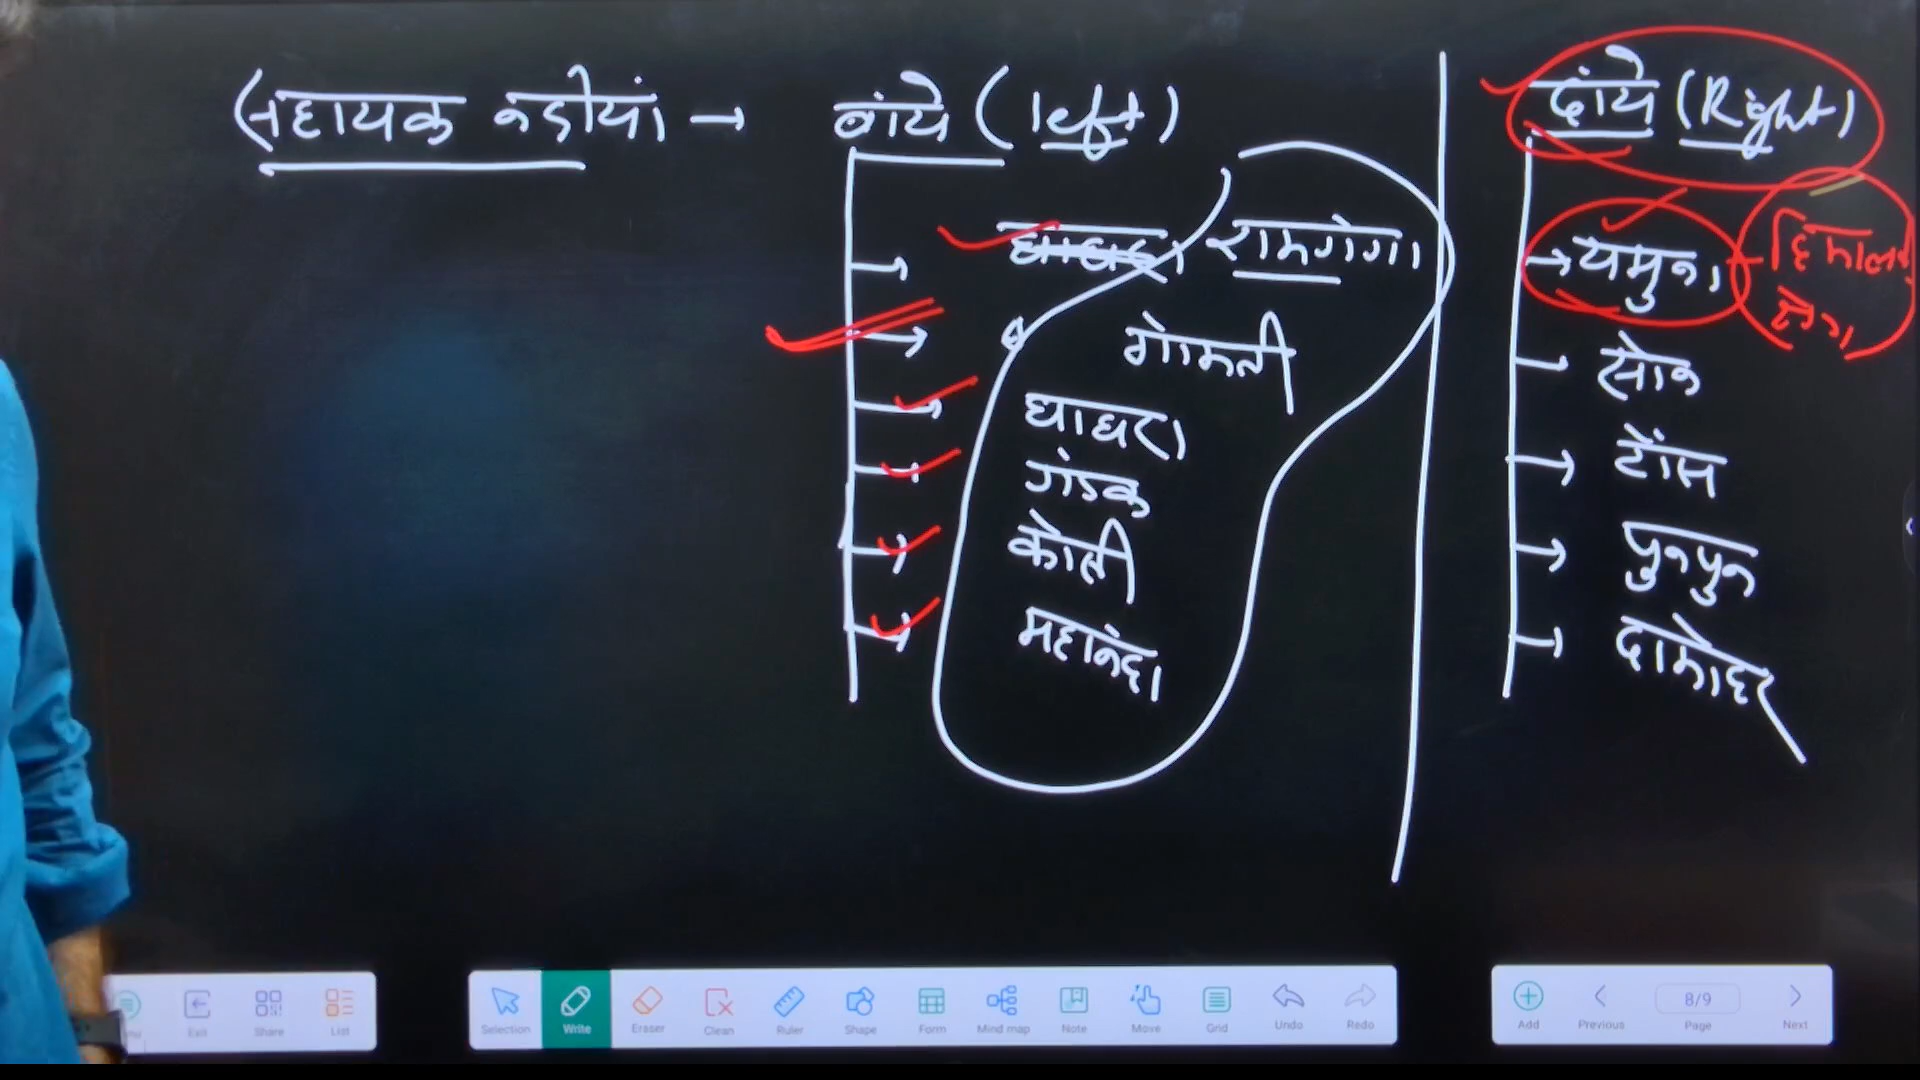 सहायक नदीयां → बांये (left)
दांये (Right)
घाघरा रामगंगा
गोमती
घाघरा
गंडक
कोसी
महानंदा
→ यमुना - हिमालय
→ सोन
→ टोंस
→ पुनपुन
→ दामोदर
Exit Share List
Selection Write Eraser Clean Ruler Shape Form Mind map Note Move Grid Undo Redo
Add Previous 8/9 Page Next